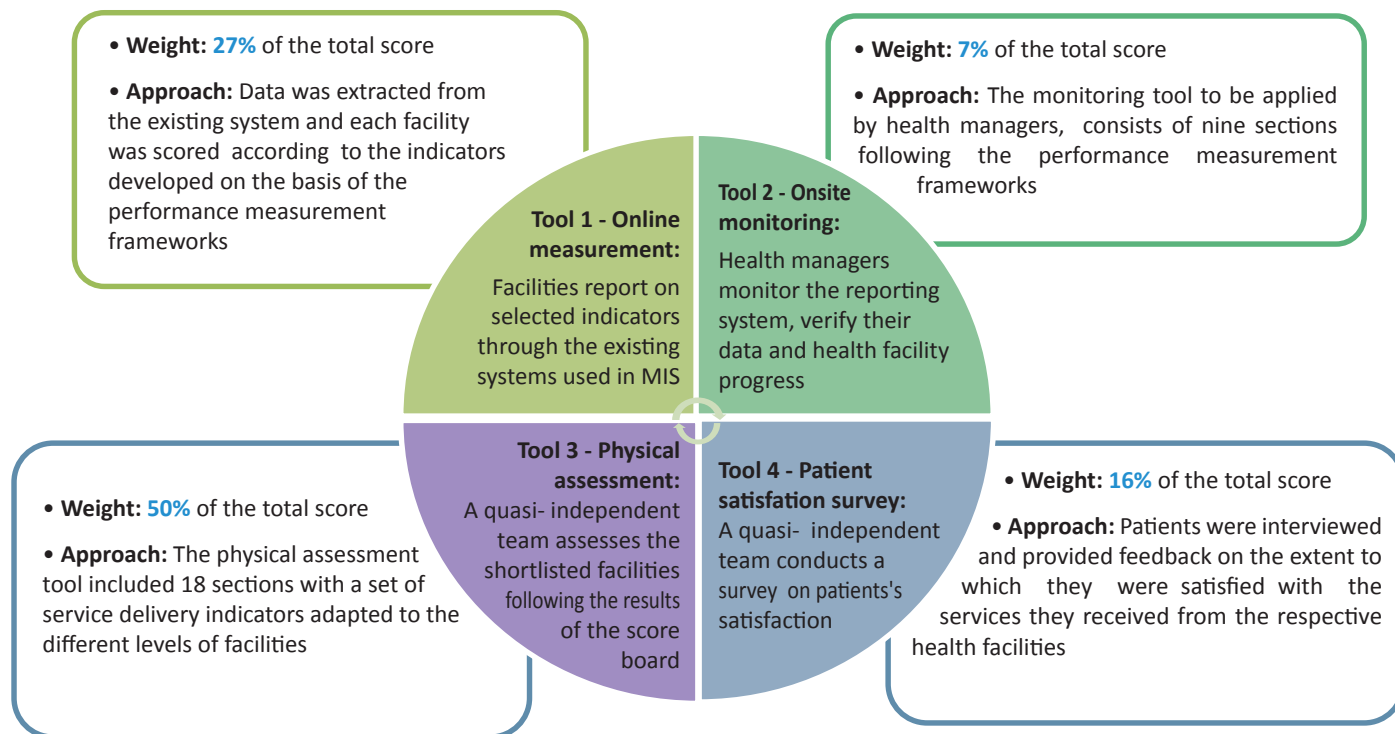 • Weight: 27% of the total score
• Approach: Data was extracted from
the existing system and each facility
was scored according to the indicators
developed on the basis of the
performance measurement
frameworks
Tool 1 - Online
measurement:
Facilities report on
selected indicators
through the existing
systems used in MIS
• Weight: 7% of the total score
• Approach: The monitoring tool to be applied
by health managers, consists of nine sections
following the performance measurement
frameworks
Tool 2 - Onsite
monitoring:
Health managers
monitor the reporting
system, verify their
data and health facility
progress
• Weight: 50% of the total score
• Approach: The physical assessment
tool included 18 sections with a set of
service delivery indicators adapted to the
different levels of facilities
Tool 3 - Physical
assessment:
A quasi- independent
team assesses the
shortlisted facilities
following the results
of the score
board
Tool 4 - Patient
satisfation survey:
A quasi- independent
team conducts a
survey on patients's
satisfaction
• Weight: 16% of the total score
• Approach: Patients were interviewed
and provided feedback on the extent to
which they were satisfied with the
services they received from the respective
health facilities